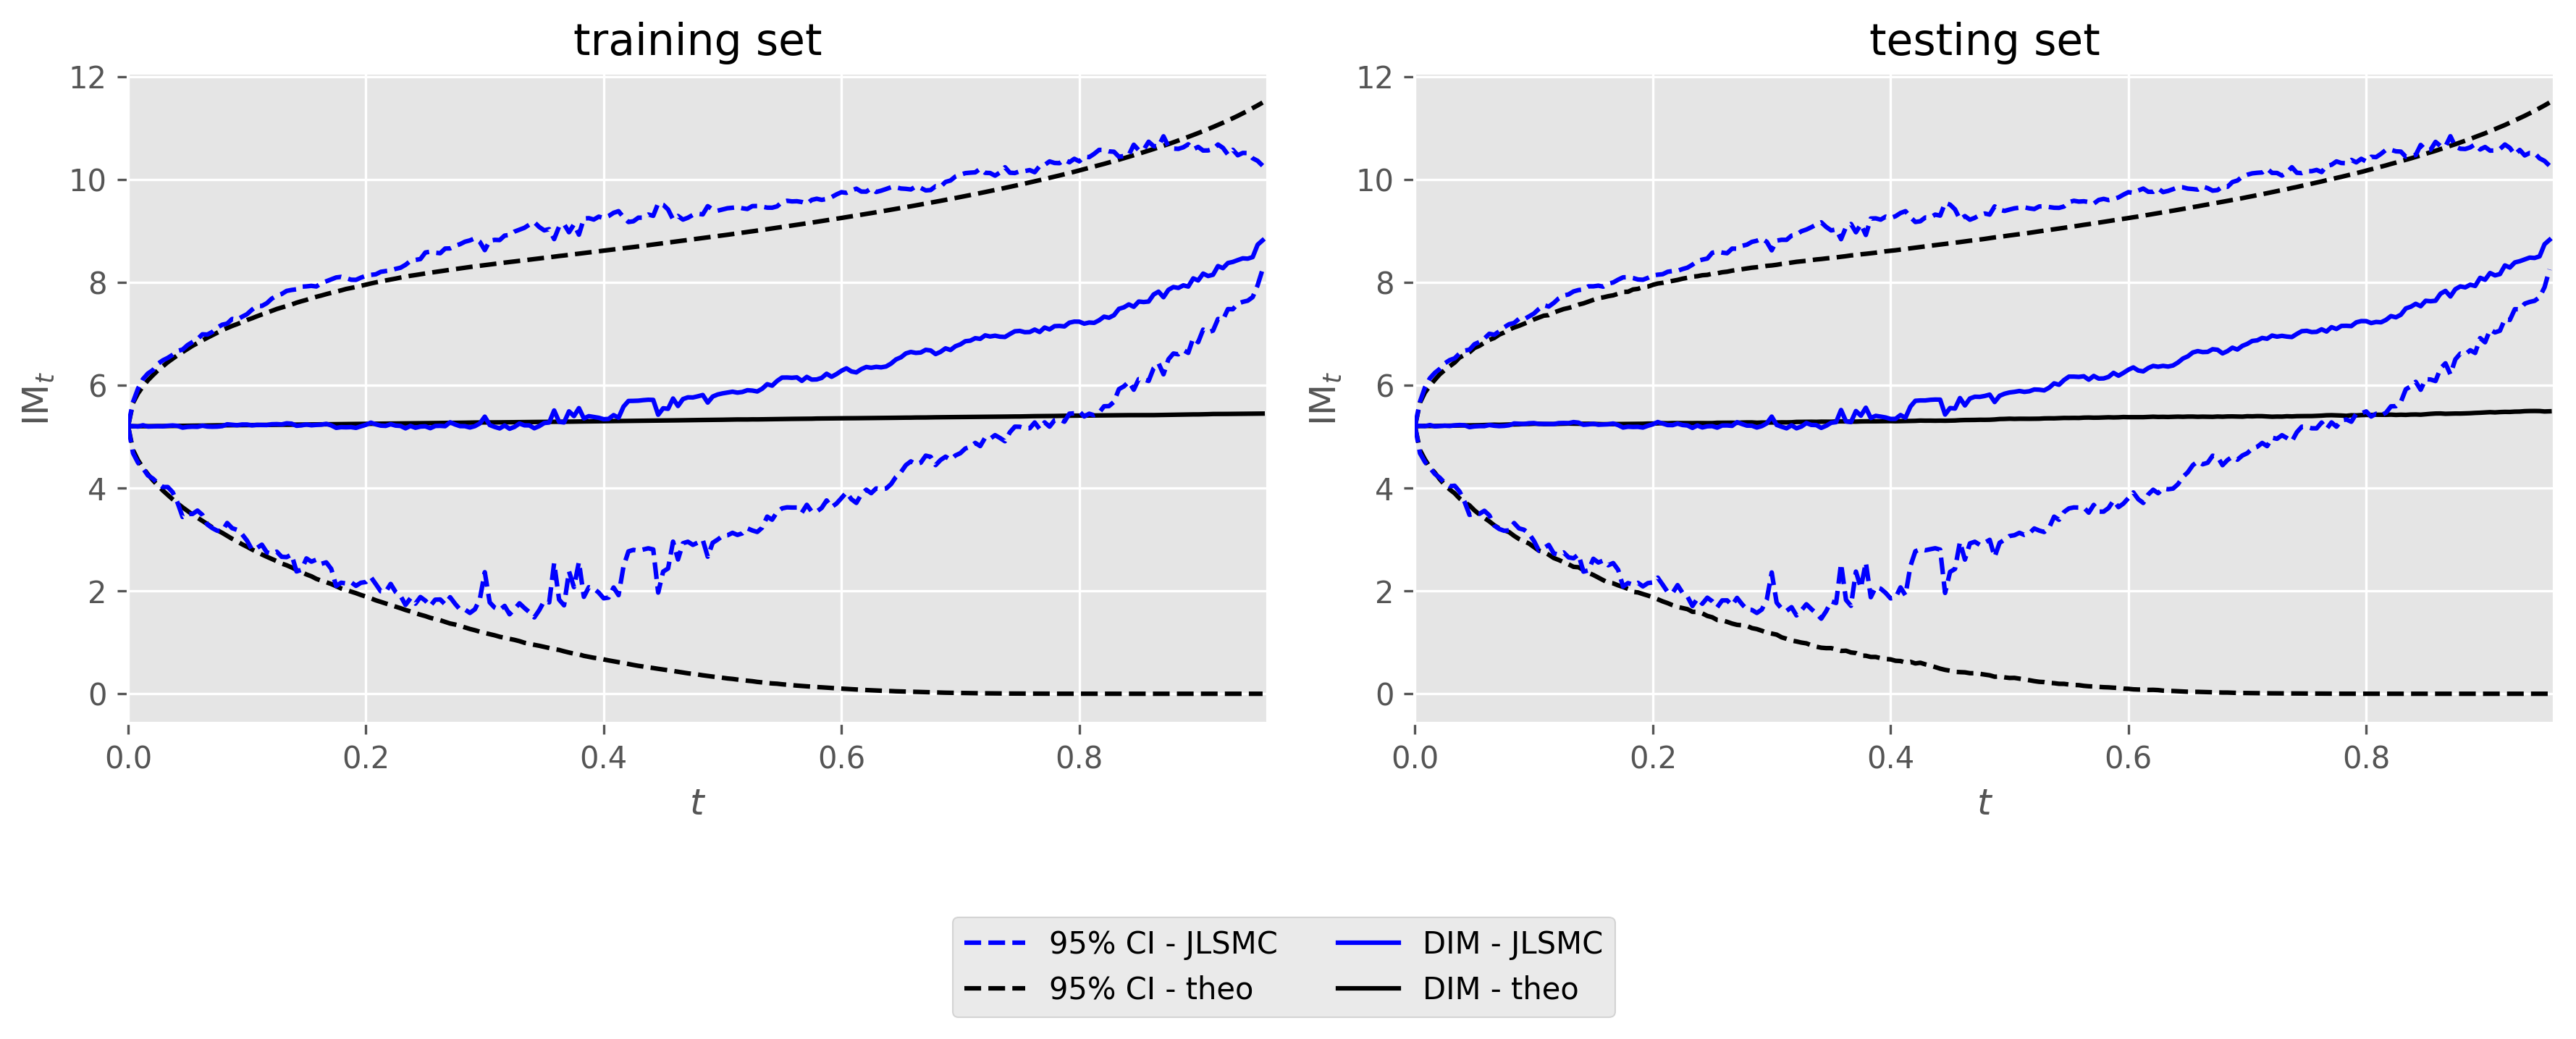 training set
testing set
12
10
8
6
4
2
0
IM_t
0.0 0.2 0.4 0.6 0.8
t
12
10
8
6
4
2
0
IM_t
0.0 0.2 0.4 0.6 0.8
t
95% CI - JLSMC
95% CI - theo
DIM - JLSMC
DIM - theo